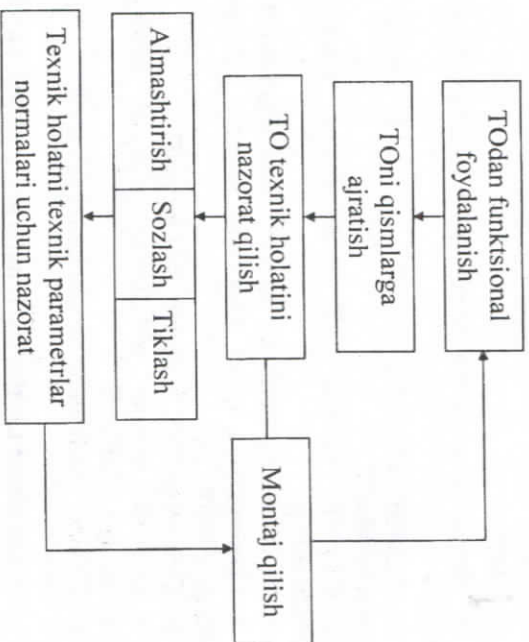 TOdan funktsional
foydalanish
TOni qismlarga
ajratish
TO texnik holatini
nazorat qilish
Almashtirish
Sozlash
Tiklash
Texnik holatni texnik parametrlar
normalari uchun nazorat
Montaj qilish